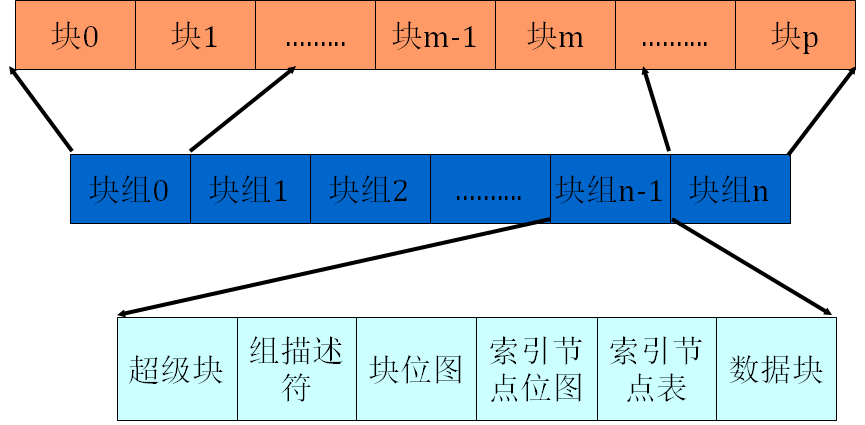 块0 块1 ......... 块m-1 块m .......... 块p
块组0 块组1 块组2 .......... 块组n-1 块组n
超级块
组描述
符
块位图
索引节
点位图
索引节
点表
数据块